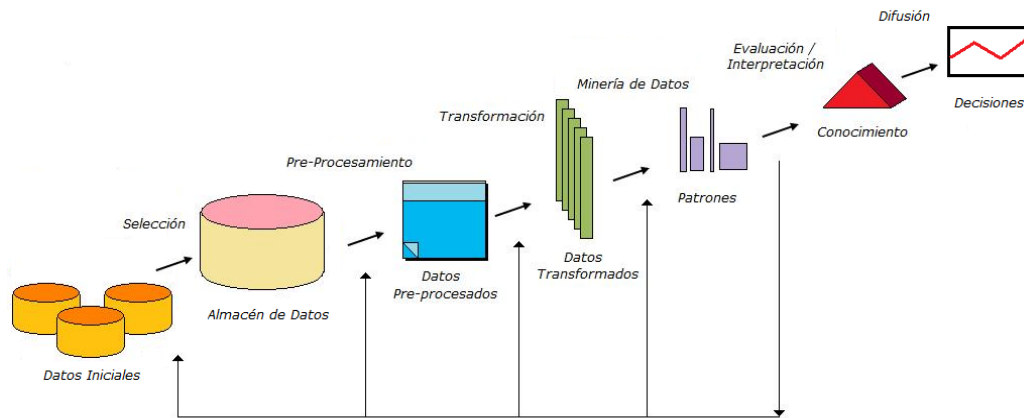 Difusión
Evaluación /
Interpretación
Minería de Datos
Decisiones
Transformación
Conocimiento
Pre-Procesamiento
Patrones
Selección
Datos
Transformados
Datos
Pre-procesados
Almacén de Datos
Datos Iniciales